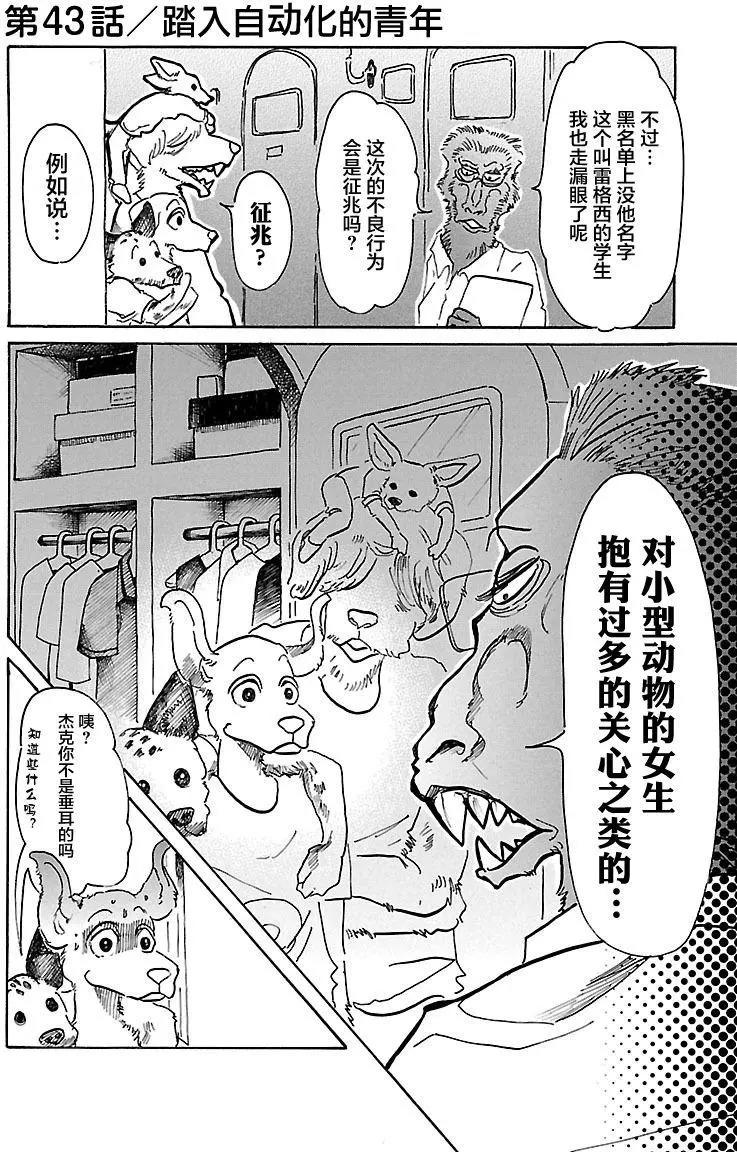 第43話／踏入自动化的青年
不过…
黑名单上没他名字
这个叫雷格西的学生
我也走漏眼了呢
这次的不良行为
会是征兆吗？
征兆？
例如说…
对小型动物的女生
抱有过多的关心之类的…
咦？
杰克你不是垂耳的吗
知道些什么吗？